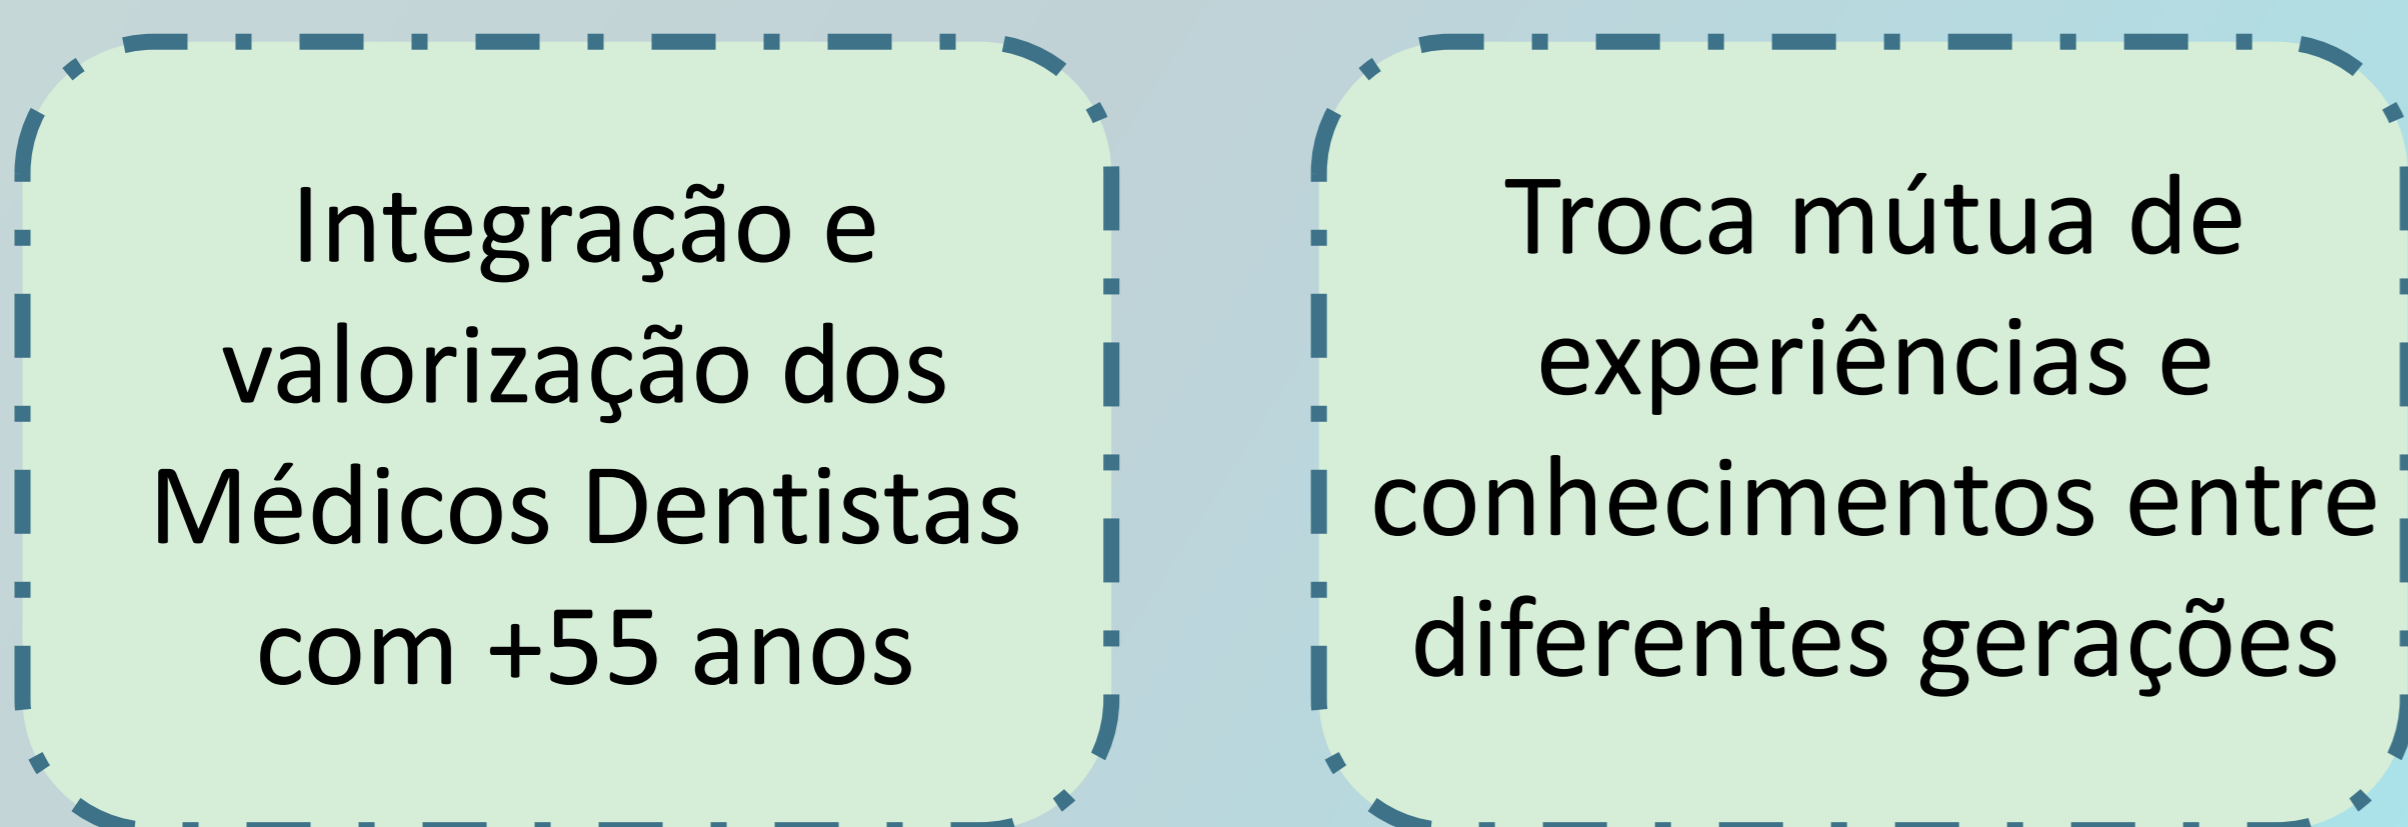 Integração e
valorização dos
Médicos Dentistas
com +55 anos
Troca mútua de
experiências e
conhecimentos entre
diferentes gerações